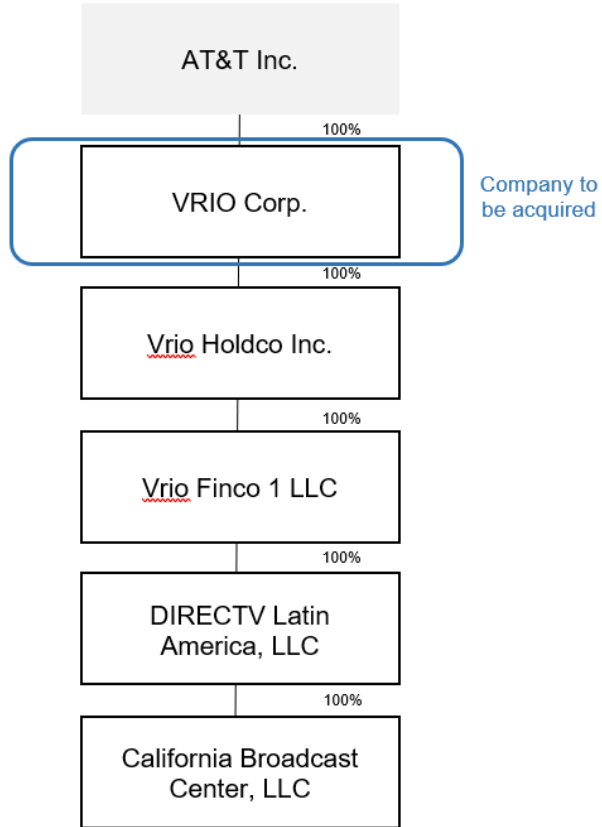 AT&T Inc.
100%
VRIO Corp.
Company to
be acquired
100%
Vrio Holdco Inc.
100%
Vrio Finco 1 LLC
100%
DIRECTV Latin
America, LLC
100%
California Broadcast
Center, LLC